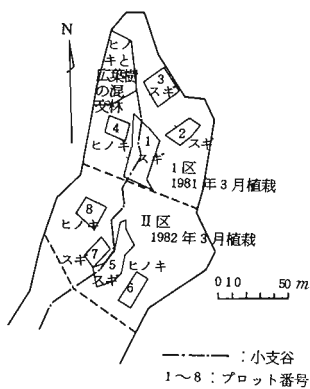 N
ヒノ
キと
広葉樹
の混
交林
3
スギ
4
ヒノキ
1
スギ
2
スギ
I区
1981年3月植栽
8
ヒノキ
II区
1982年3月植栽
7
スギ
5
スギ
ヒノキ
6
0 10 50 m
:小支谷
1〜8:プロット番号